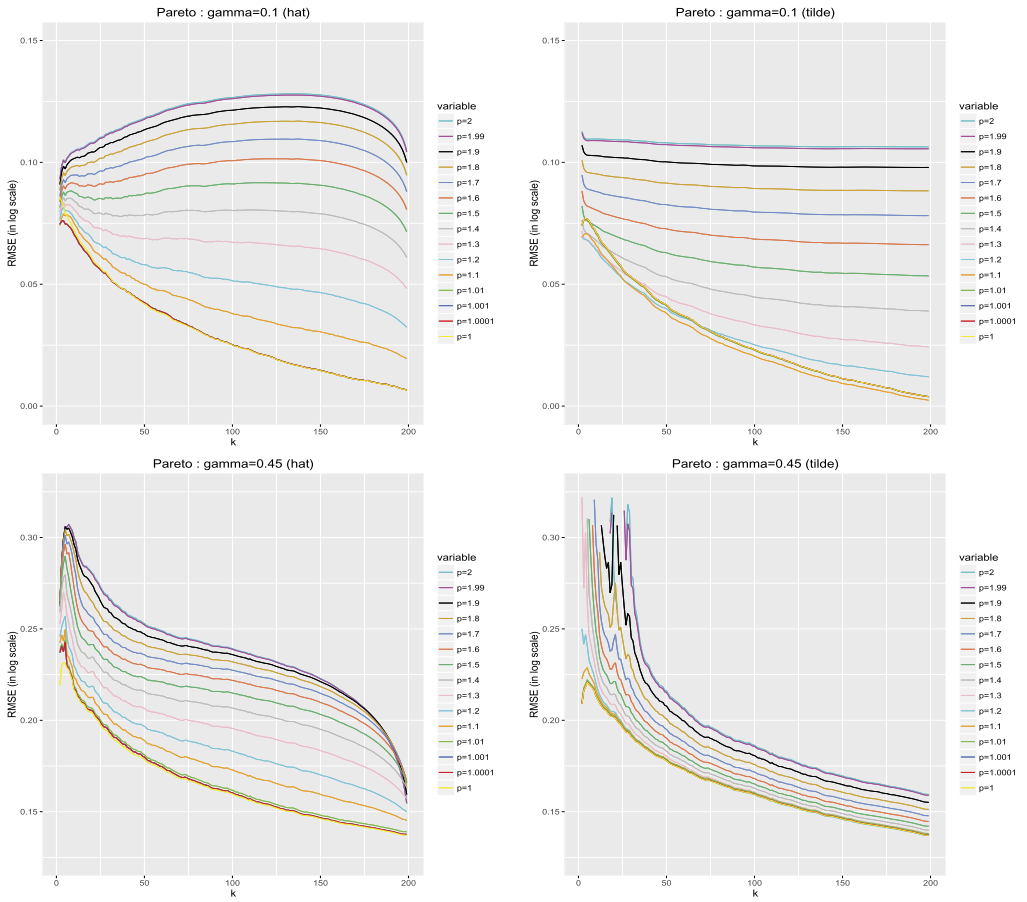 Pareto : gamma=0.1 (hat)
RMSE (in log scale)
0.15
0.10
0.05
0.00
0
50
100
150
200
k
variable
p=2
p=1.99
p=1.9
p=1.8
p=1.7
p=1.6
p=1.5
p=1.4
p=1.3
p=1.2
p=1.1
p=1.01
p=1.001
p=1.0001
p=1
Pareto : gamma=0.1 (tilde)
RMSE (in log scale)
0.15
0.10
0.05
0.00
0
50
100
150
200
k
variable
p=2
p=1.99
p=1.9
p=1.8
p=1.7
p=1.6
p=1.5
p=1.4
p=1.3
p=1.2
p=1.1
p=1.01
p=1.001
p=1.0001
p=1
Pareto : gamma=0.45 (hat)
RMSE (in log scale)
0.30
0.25
0.20
0.15
0
50
100
150
200
k
variable
p=2
p=1.99
p=1.9
p=1.8
p=1.7
p=1.6
p=1.5
p=1.4
p=1.3
p=1.2
p=1.1
p=1.01
p=1.001
p=1.0001
p=1
Pareto : gamma=0.45 (tilde)
RMSE (in log scale)
0.30
0.25
0.20
0.15
0
50
100
150
200
k
variable
p=2
p=1.99
p=1.9
p=1.8
p=1.7
p=1.6
p=1.5
p=1.4
p=1.3
p=1.2
p=1.1
p=1.01
p=1.001
p=1.0001
p=1